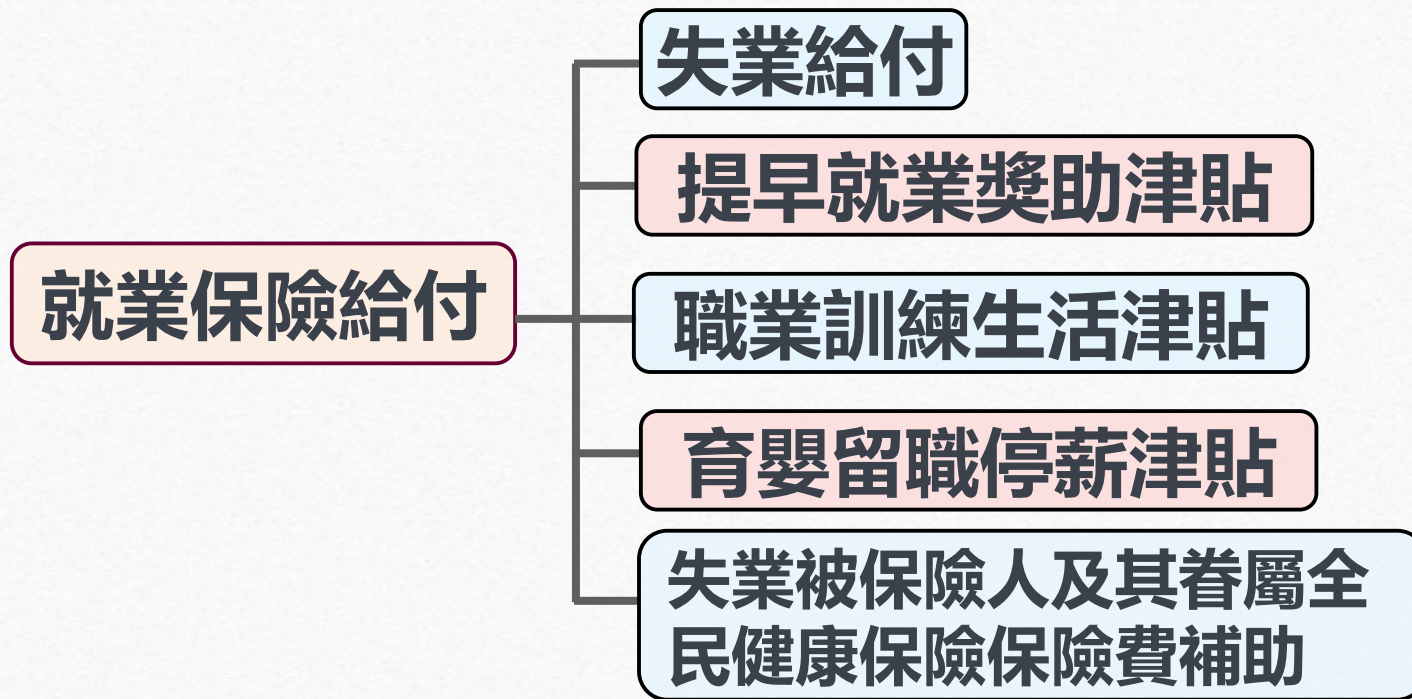 失業給付
提早就業獎助津貼
就業保險給付
職業訓練生活津貼
育嬰留職停薪津貼
失業被保險人及其眷屬全
民健康保險保險費補助